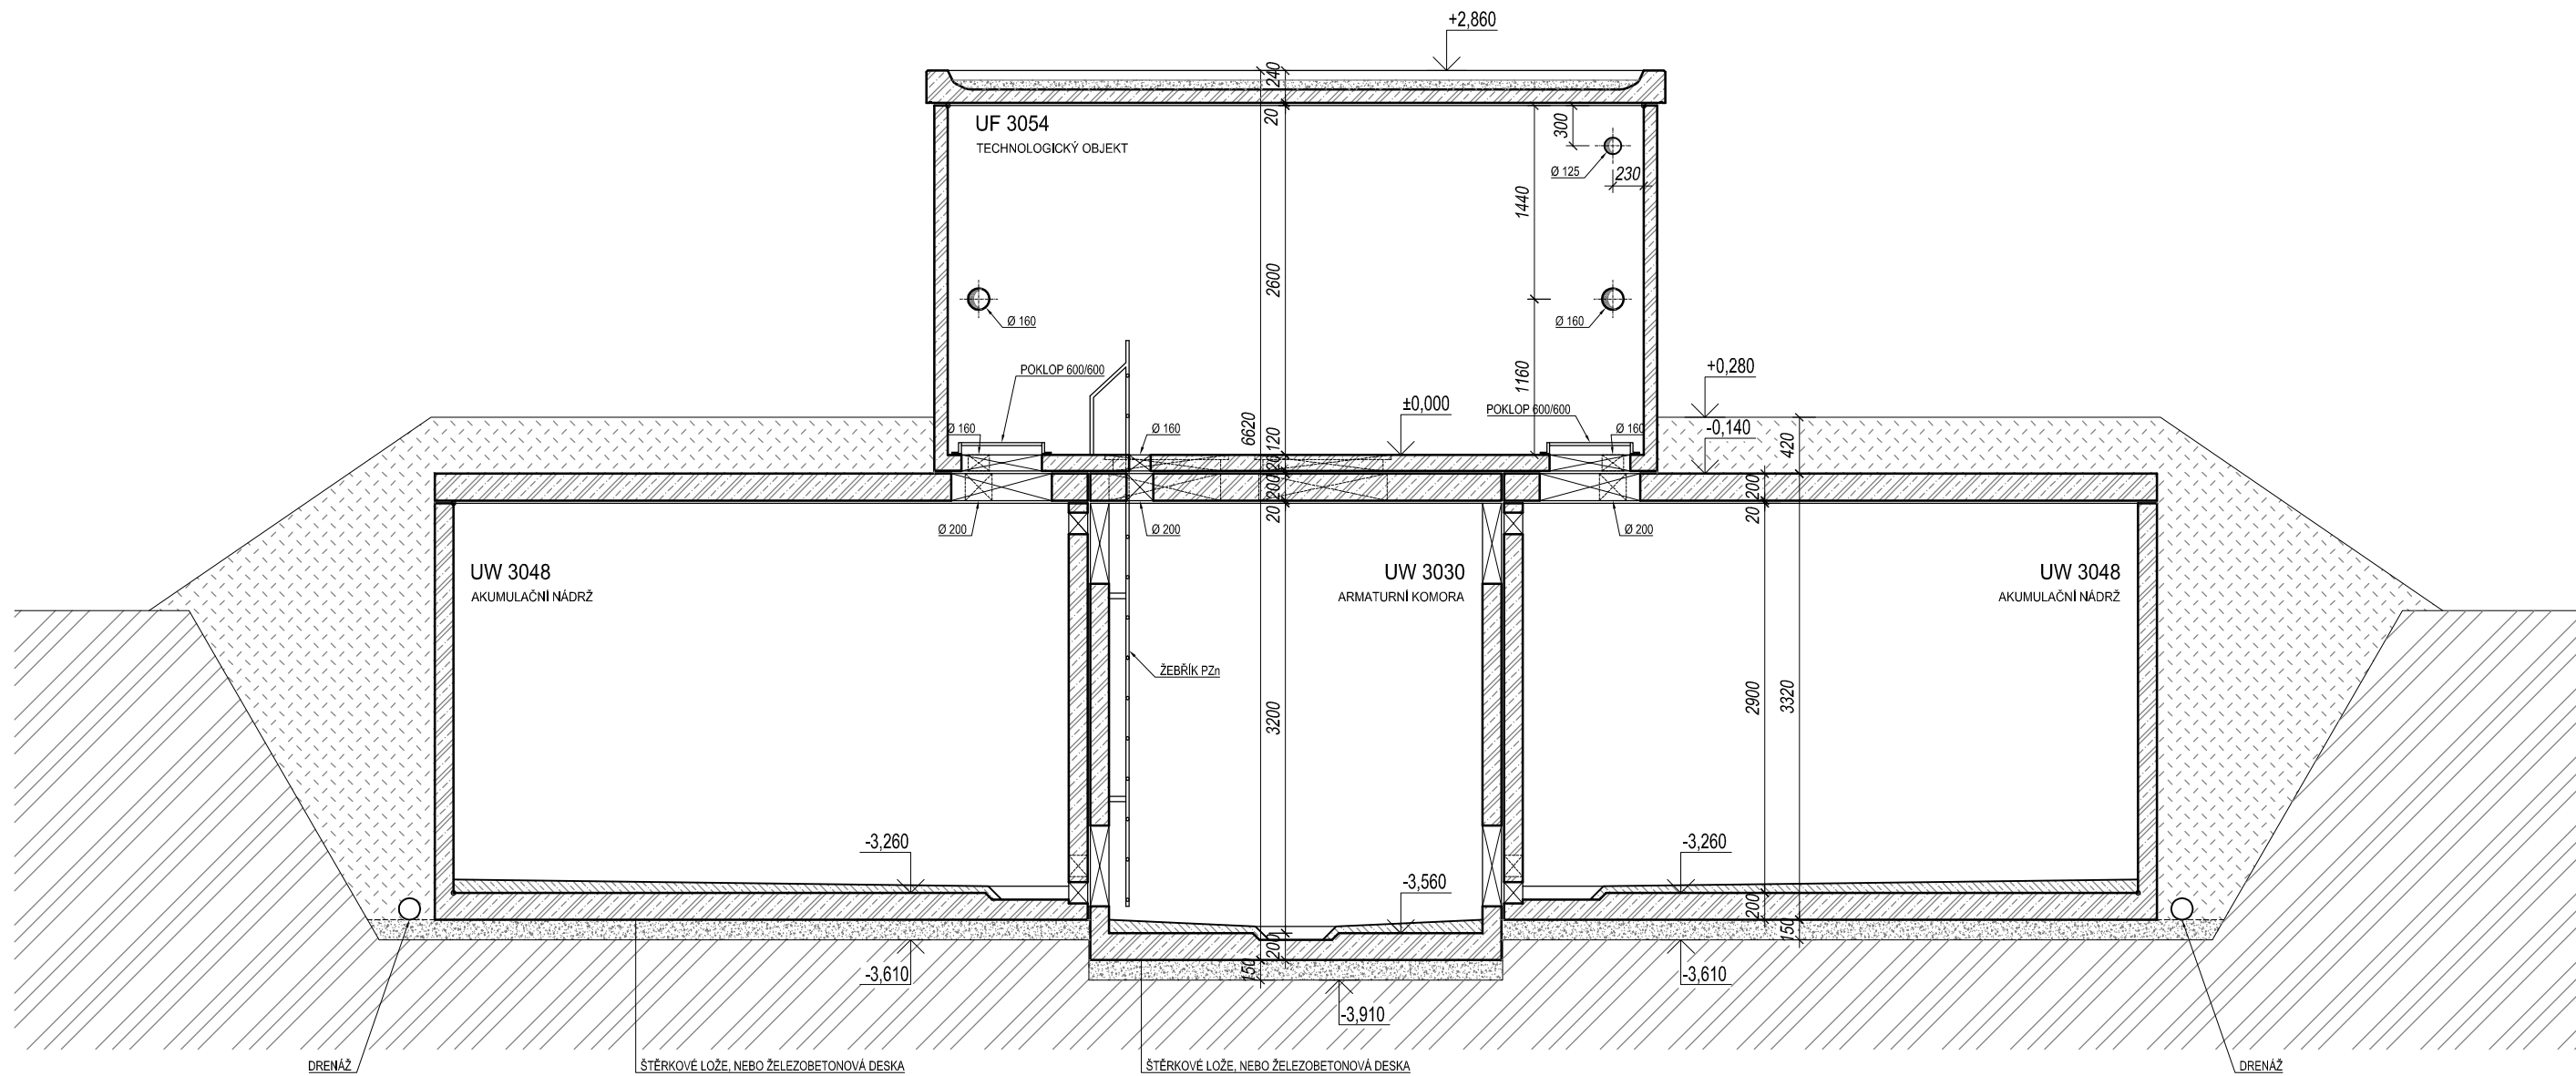 +2,860
240
20
UF 3054
TECHNOLOGICKÝ OBJEKT
300
Ø 125
230
1440
2600
Ø 160
Ø 160
POKLOP 600/600
1160
+0,280
±0,000
POKLOP 600/600
Ø 160
Ø 160
6620
120
Ø 160
-0,140
420
20
200
200
20
20
Ø 200
Ø 200
Ø 200
UW 3048
AKUMULAČNÍ NÁDRŽ
UW 3030
ARMATURNÍ KOMORA
UW 3048
AKUMULAČNÍ NÁDRŽ
ŽEBŘÍK PZn
3200
2900
3320
-3,260
-3,260
-3,560
200
150
200
150
-3,610
-3,610
-3,910
DRENÁŽ
ŠTĚRKOVÉ LOŽE, NEBO ŽELEZOBETONOVÁ DESKA
ŠTĚRKOVÉ LOŽE, NEBO ŽELEZOBETONOVÁ DESKA
DRENÁŽ